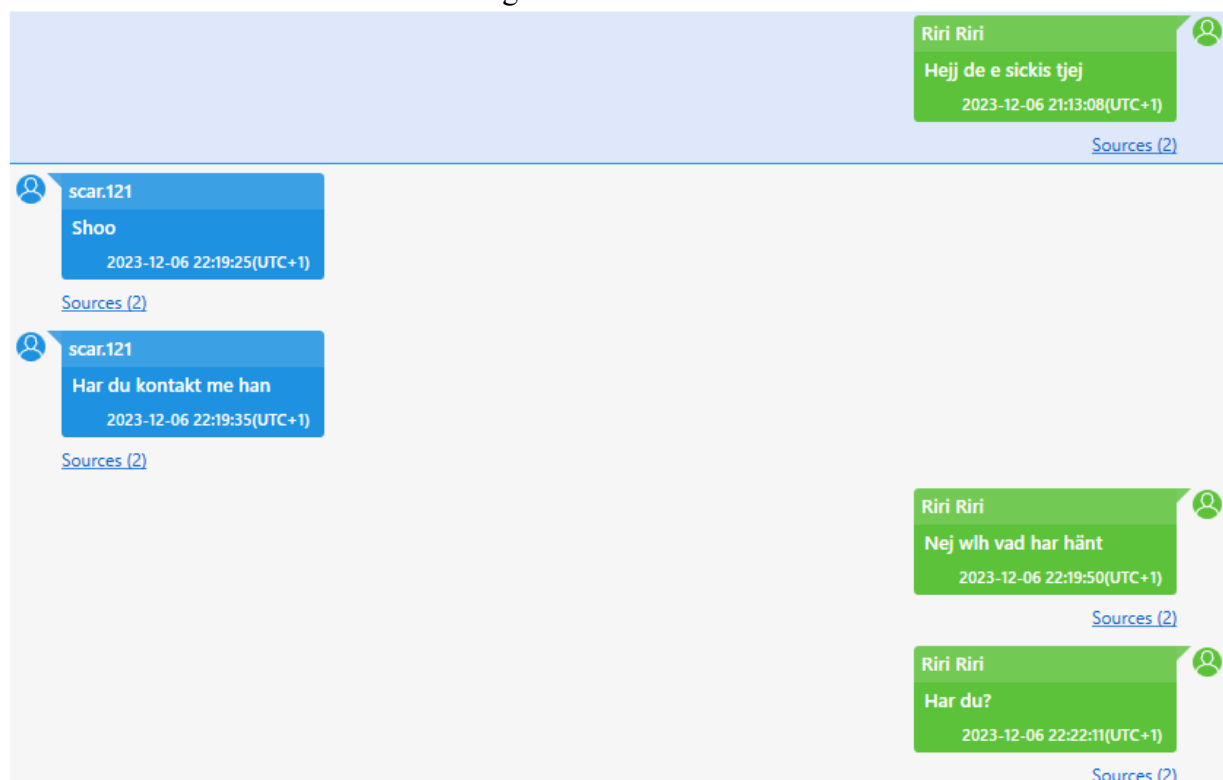 Riri Riri
Hejj de e sickis tjej
2023-12-06 21:13:08(UTC+1)
Sources (2)
scar.121
Shoo
2023-12-06 22:19:25(UTC+1)
Sources (2)
scar.121
Har du kontakt me han
2023-12-06 22:19:35(UTC+1)
Sources (2)
Riri Riri
Nej wlh vad har hänt
2023-12-06 22:19:50(UTC+1)
Sources (2)
Riri Riri
Har du?
2023-12-06 22:22:11(UTC+1)
Sources (2)